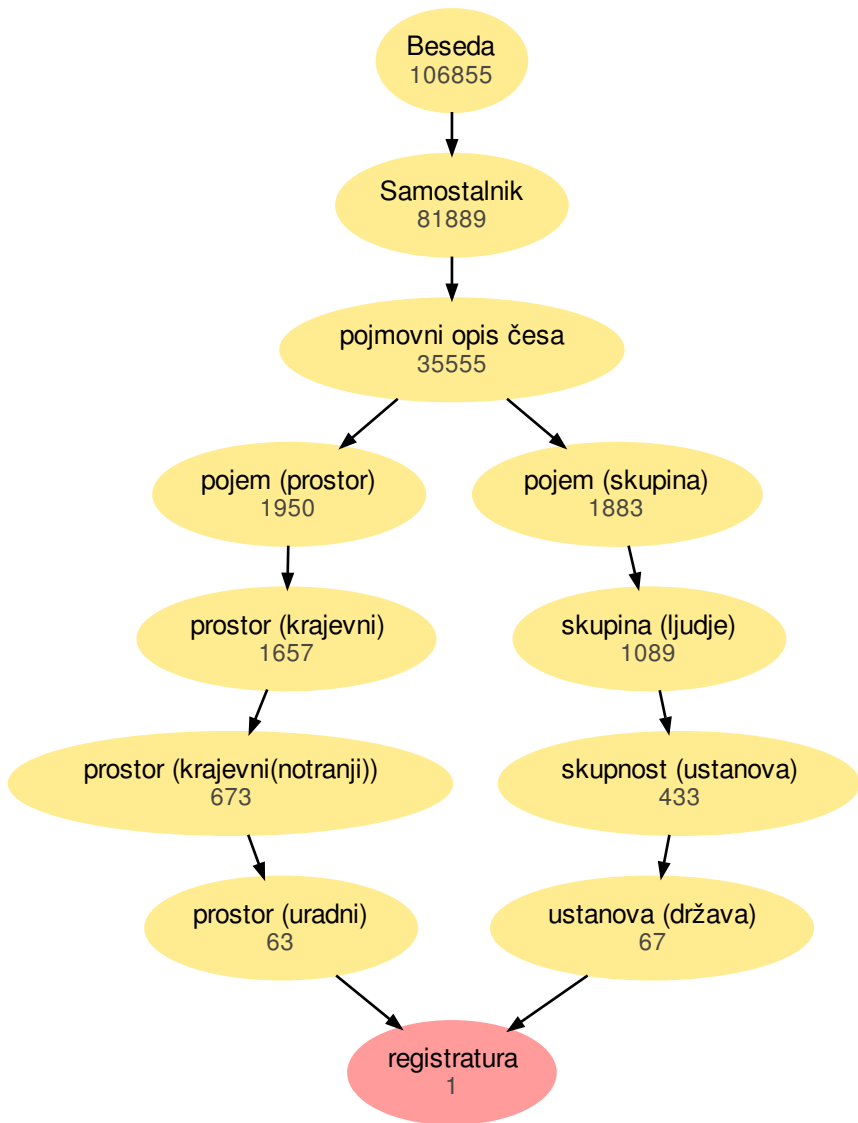 Beseda
106855
Samostalnik
81889
pojmovni opis česa
35555
pojem (prostor)
1950
pojem (skupina)
1883
prostor (krajevni)
1657
skupina (ljudje)
1089
prostor (krajevni(notranji))
673
skupnost (ustanova)
433
prostor (uradni)
63
ustanova (država)
67
registratura
1